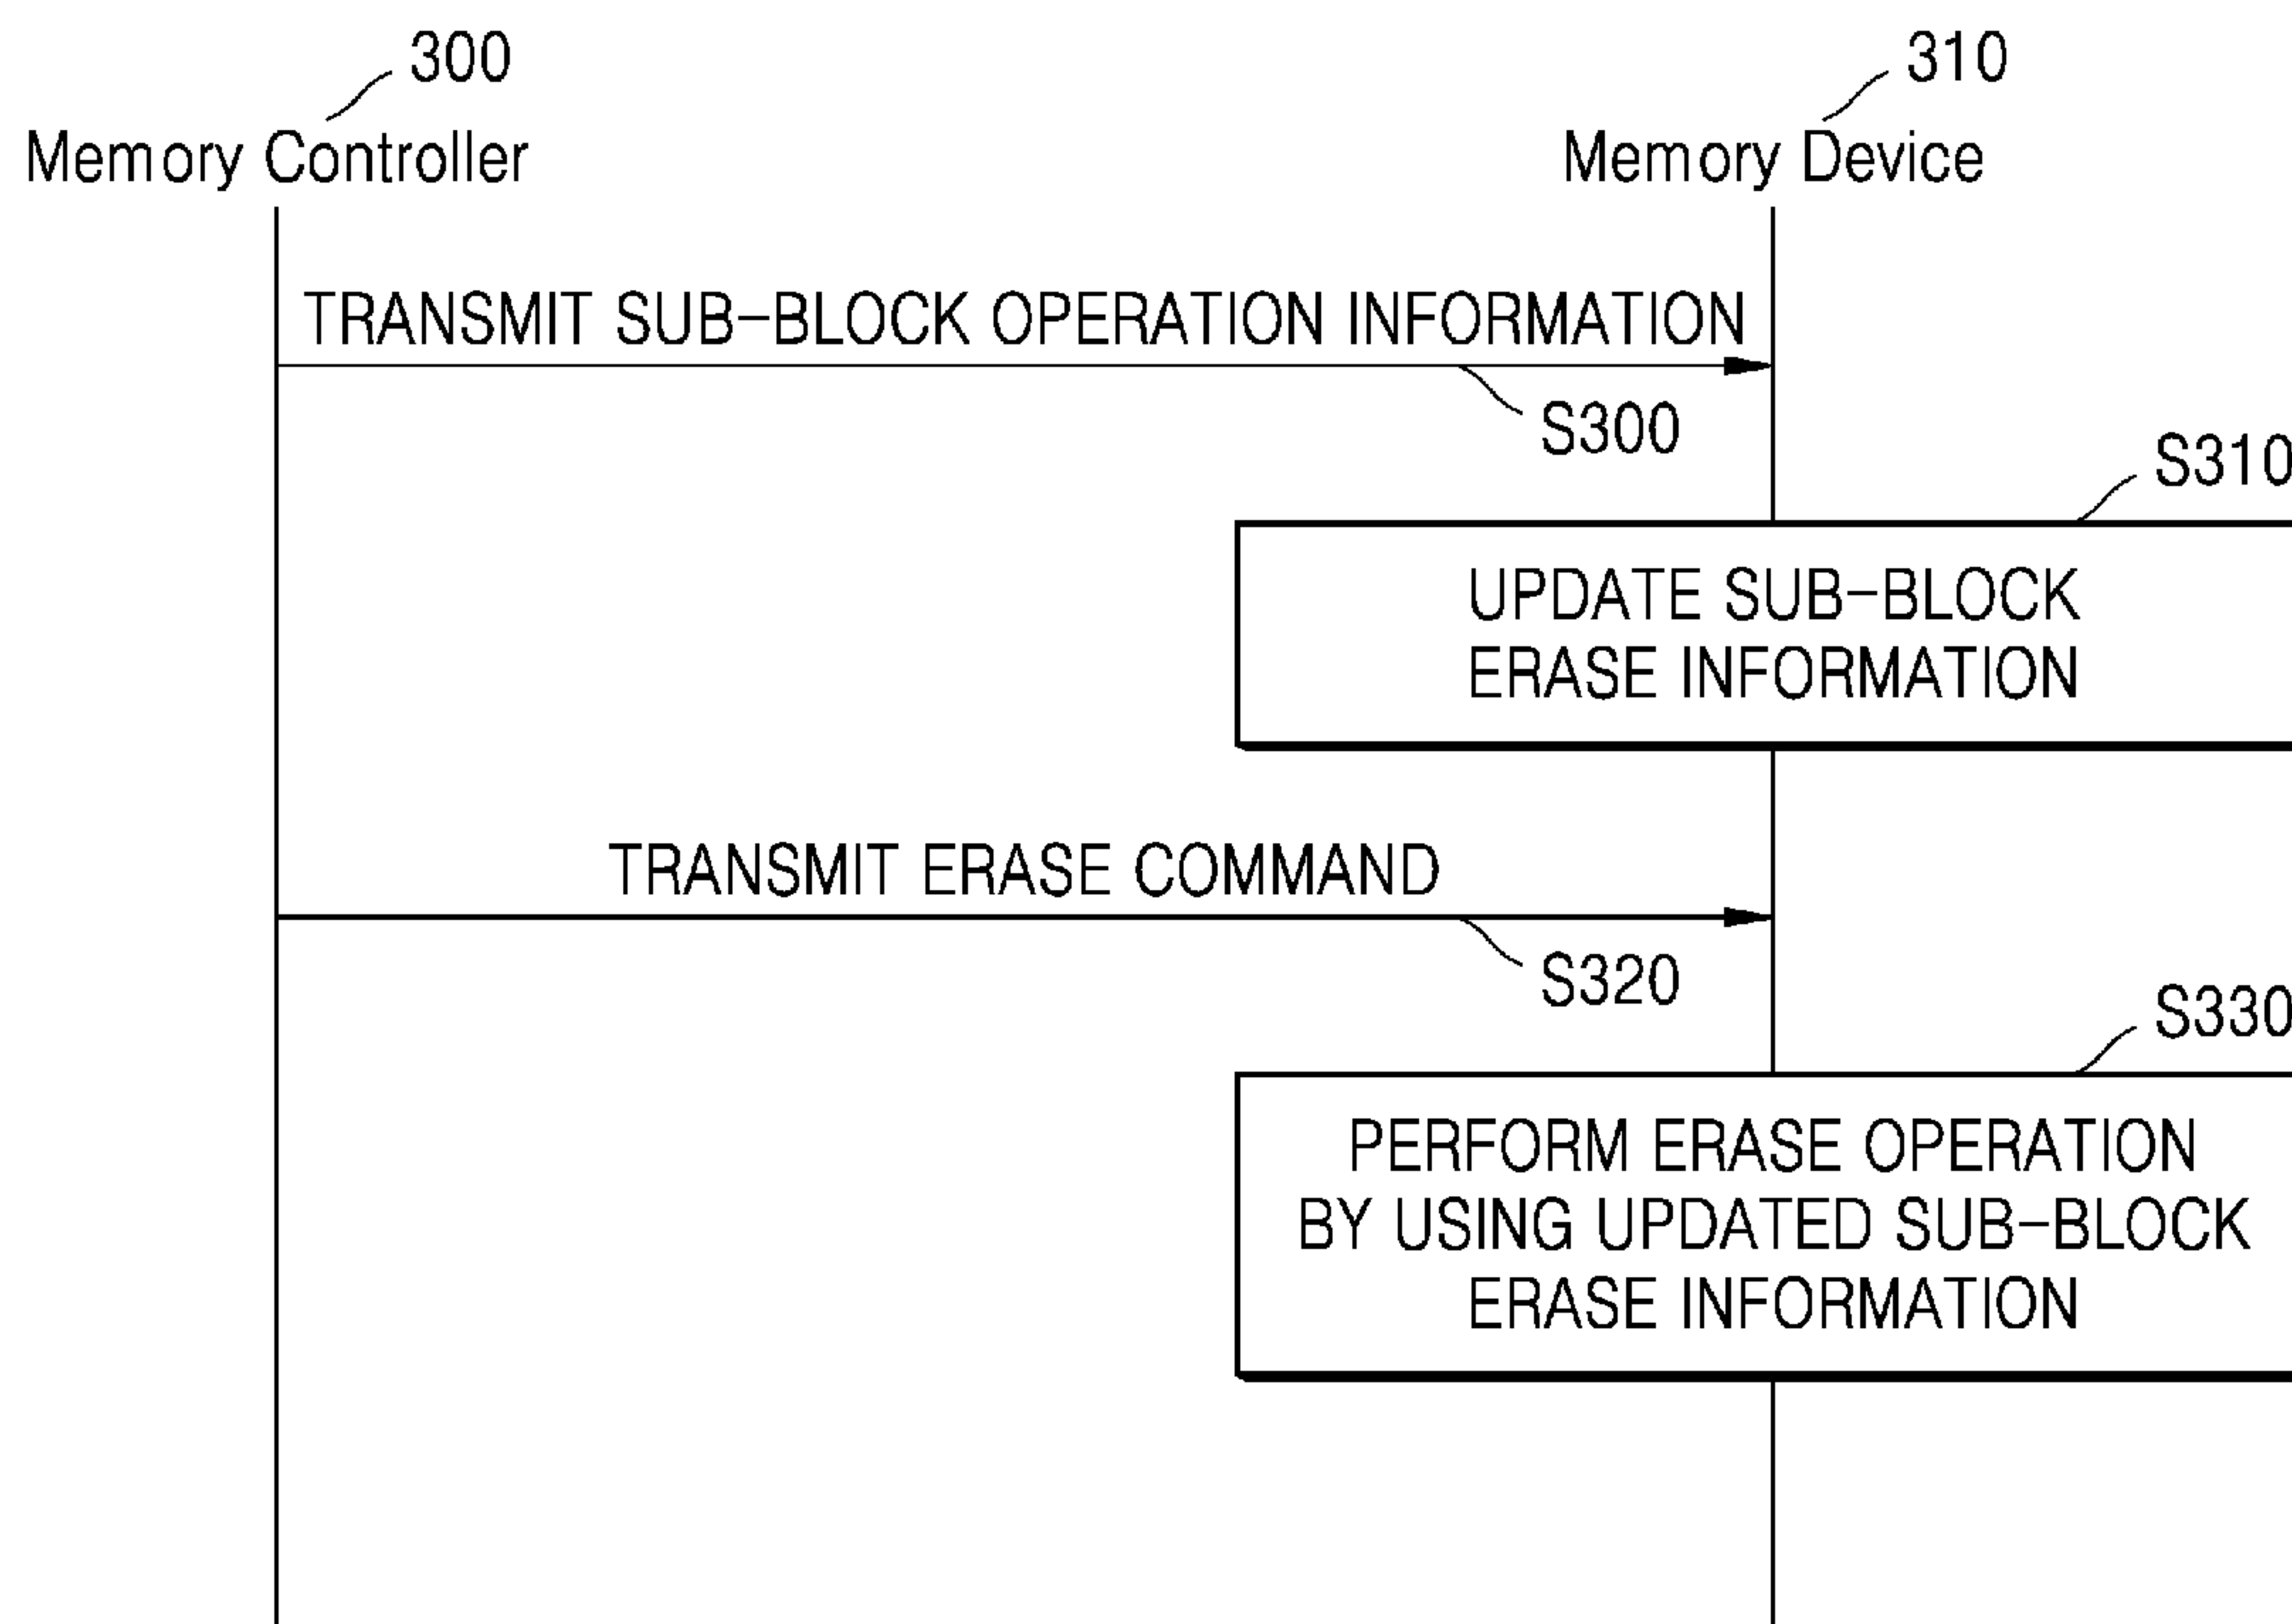 300
310
Memory Controller
Memory Device
TRANSMIT SUB-BLOCK OPERATION INFORMATION
S300
S310
UPDATE SUB-BLOCK
ERASE INFORMATION
TRANSMIT ERASE COMMAND
S320
S330
PERFORM ERASE OPERATION
BY USING UPDATED SUB-BLOCK
ERASE INFORMATION